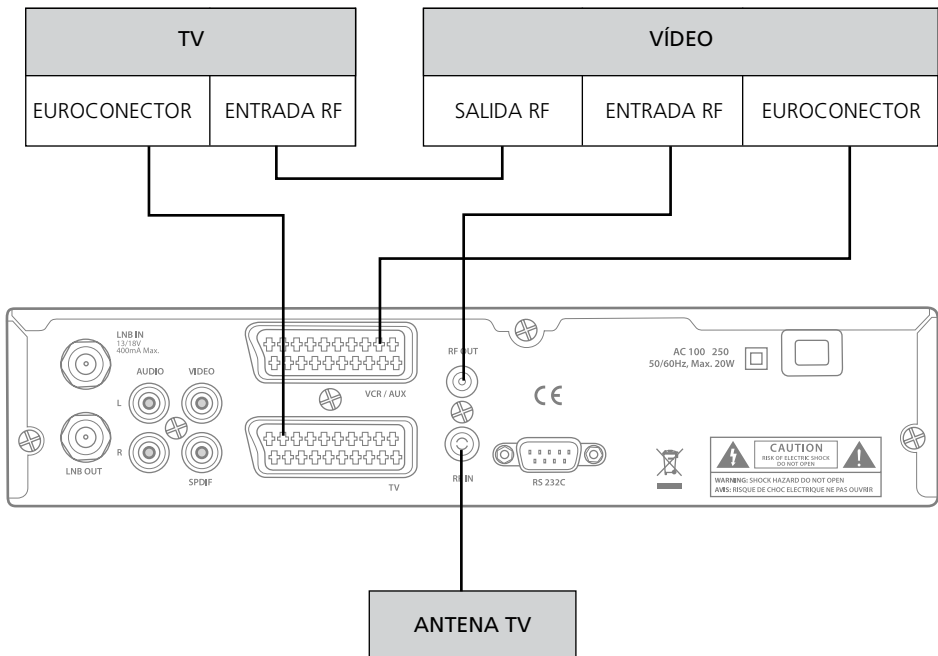 TV
VÍDEO
EUROCONECTOR
ENTRADA RF
SALIDA RF
ENTRADA RF
EUROCONECTOR
LNB IN
13/18V
400mA Max.
AUDIO
VIDEO
L
R
LNB OUT
SPDIF
VCR / AUX
TV
RF OUT
RF IN
CE
RS 232C
AC 100 250
50/60Hz, Max. 20W
CAUTION
RISK OF ELECTRIC SHOCK
DO NOT OPEN
WARNING: SHOCK HAZARD DO NOT OPEN
AVIS: RISQUE DE CHOC ELECTRIQUE NE PAS OUVRIR
ANTENA TV